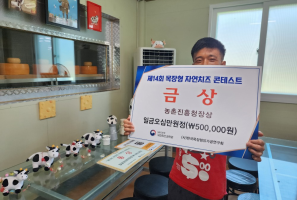 제14회 목장형 자연치즈 콘테스트
금 상
농촌진흥청장상
일금오십만원정(₩500,000원)